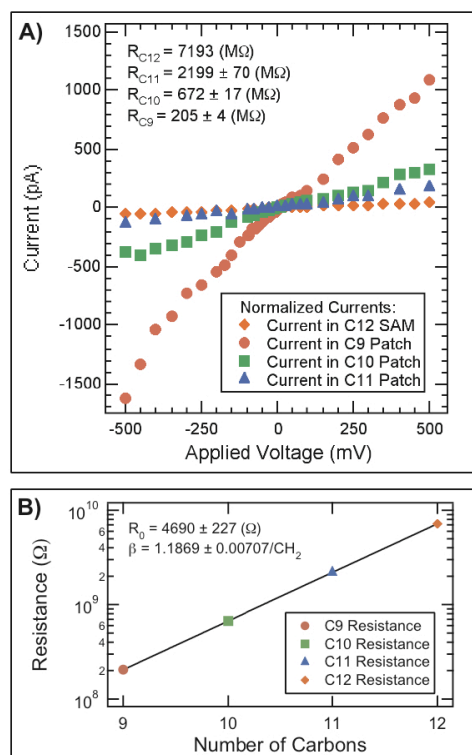 A)
R_C12 = 7193 (MΩ)
R_C11 = 2199 ± 70 (MΩ)
R_C10 = 672 ± 17 (MΩ)
R_C9 = 205 ± 4 (MΩ)
1500
1000
500
0
-500
-1000
-1500
Current (pA)
Normalized Currents:
Current in C12 SAM
Current in C9 Patch
Current in C10 Patch
Current in C11 Patch
-500 -250 0 250 500
Applied Voltage (mV)
B)
R_0 = 4690 ± 227 (Ω)
β = 1.1869 ± 0.00707/CH_2
10^10
6
4
2
10^9
6
4
2
10^8
Resistance (Ω)
C9 Resistance
C10 Resistance
C11 Resistance
C12 Resistance
9 10 11 12
Number of Carbons